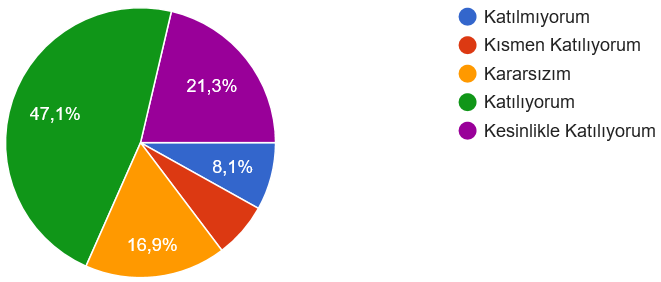 47,1%
21,3%
8,1%
16,9%
Katılmıyorum
Kısmen Katılıyorum
Kararsızım
Katılıyorum
Kesinlikle Katılıyorum